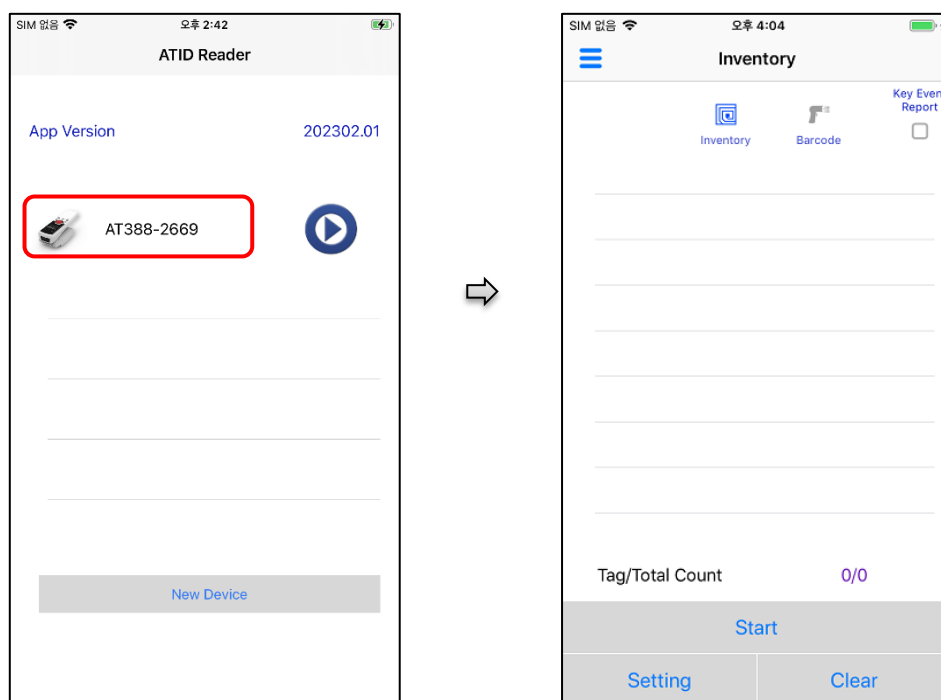 SIM 없음 오후 2:42
ATID Reader
App Version 202302.01
AT388-2669
New Device
SIM 없음 오후 4:04
Inventory
Key Even
Report
Inventory Barcode
Tag/Total Count 0/0
Start
Setting Clear